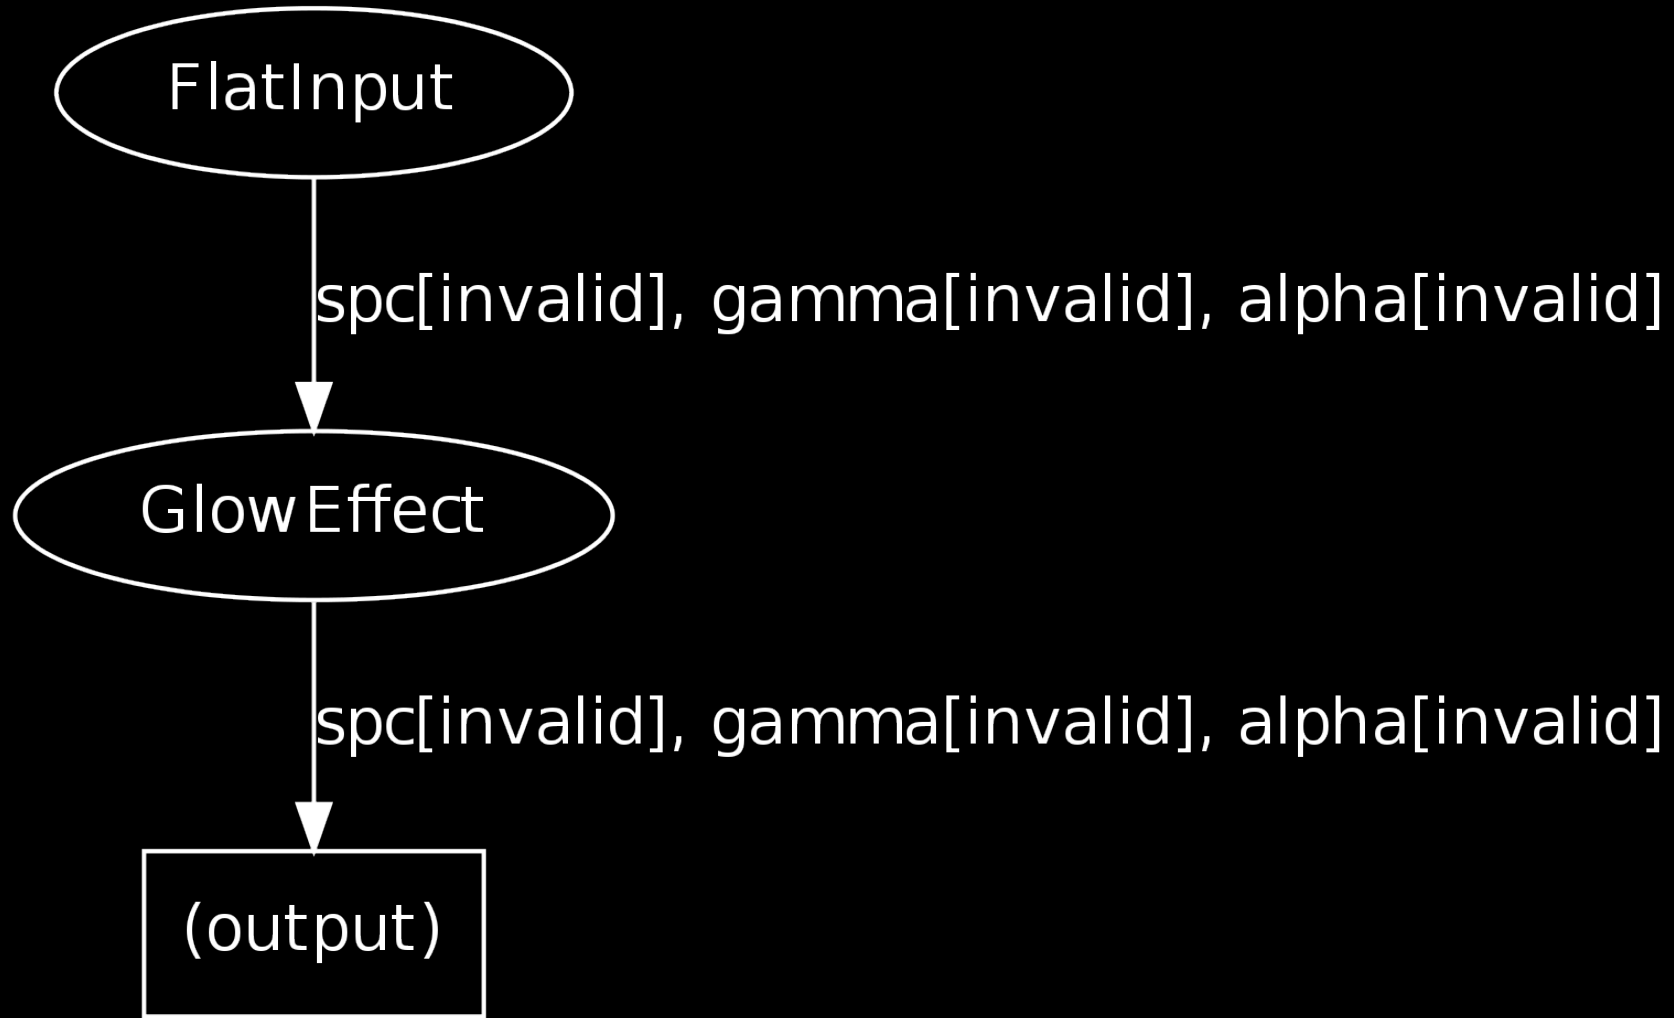 FlatInput
spc[invalid], gamma[invalid], alpha[invalid]
GlowEffect
spc[invalid], gamma[invalid], alpha[invalid]
(output)